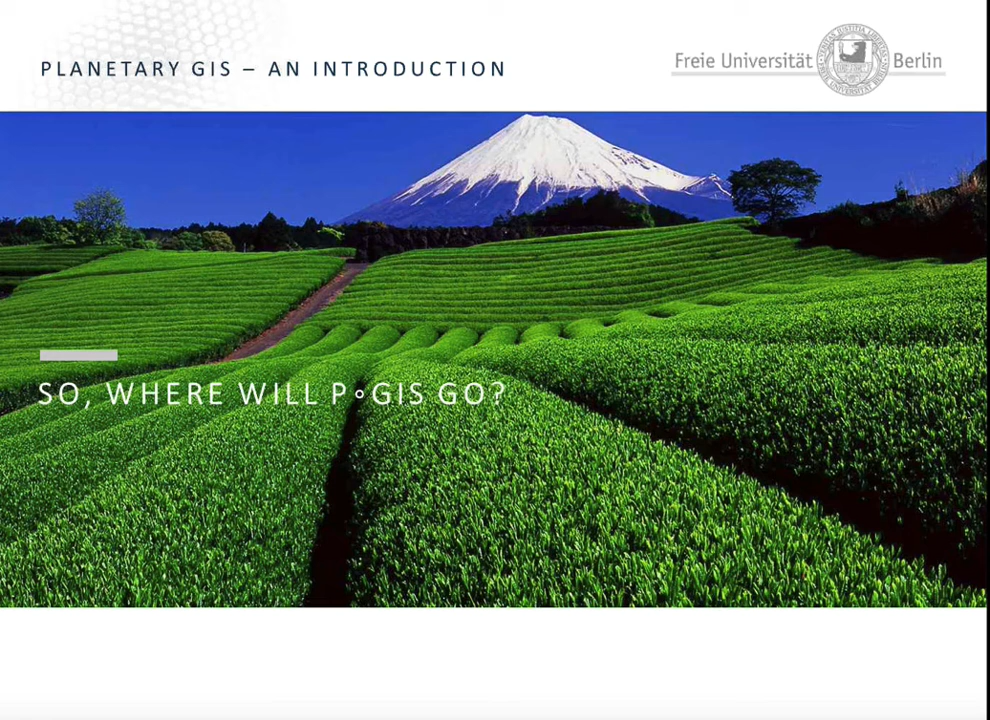 PLANETARY GIS – AN INTRODUCTION
Freie Universität Berlin
SO, WHERE WILL P∘GIS GO?